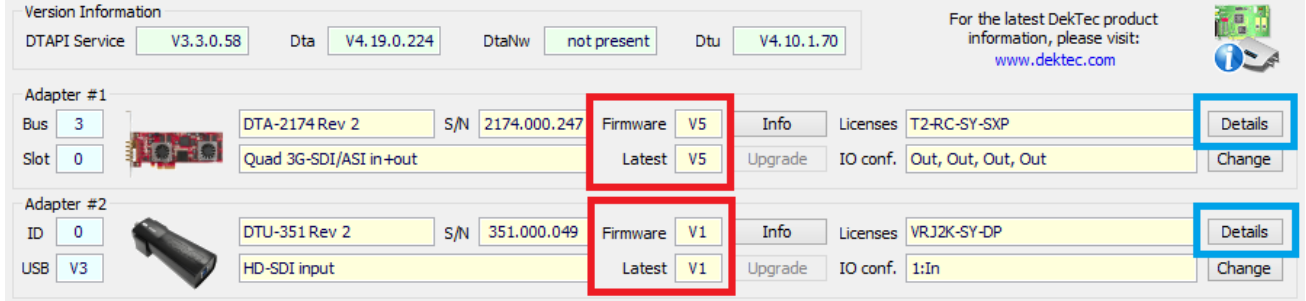 Version Information
DTAPI Service V3.3.0.58 Dta V4.19.0.224 DtaNw not present Dtu V4.10.1.70
For the latest DekTec product
information, please visit:
www.dektec.com
Adapter #1
Bus 3 DTA-2174 Rev 2 S/N 2174.000.247 Firmware V5 Info Licenses T2-RC-SY-SXP Details
Slot 0 Quad 3G-SDI/ASI in+out Latest V5 Upgrade IO conf. Out, Out, Out, Out Change
Adapter #2
ID 0 DTU-351 Rev 2 S/N 351.000.049 Firmware V1 Info Licenses VRJ2K-SY-DP Details
USB V3 HD-SDI input Latest V1 Upgrade IO conf. 1:In Change